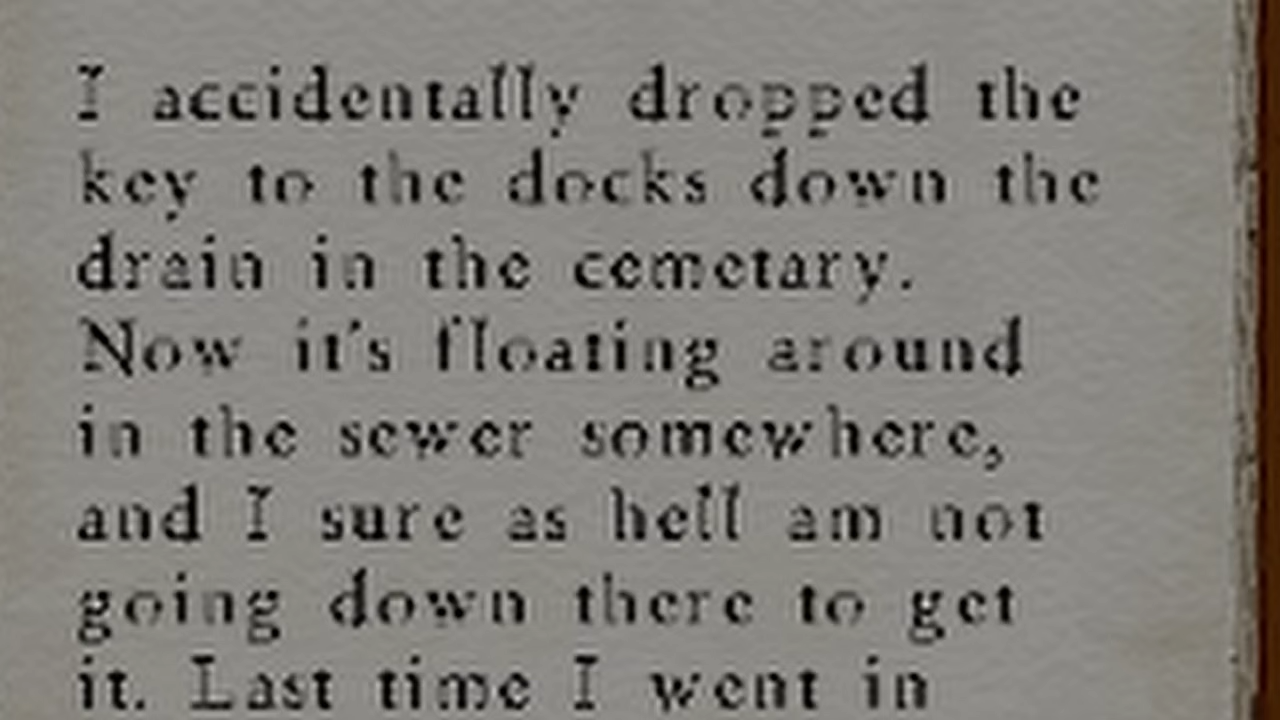 I accidentally dropped the
key to the docks down the
drain in the cemetary.
Now it's floating around
in the sewer somewhere,
and I sure as hell am not
going down there to get
it. Last time I went in